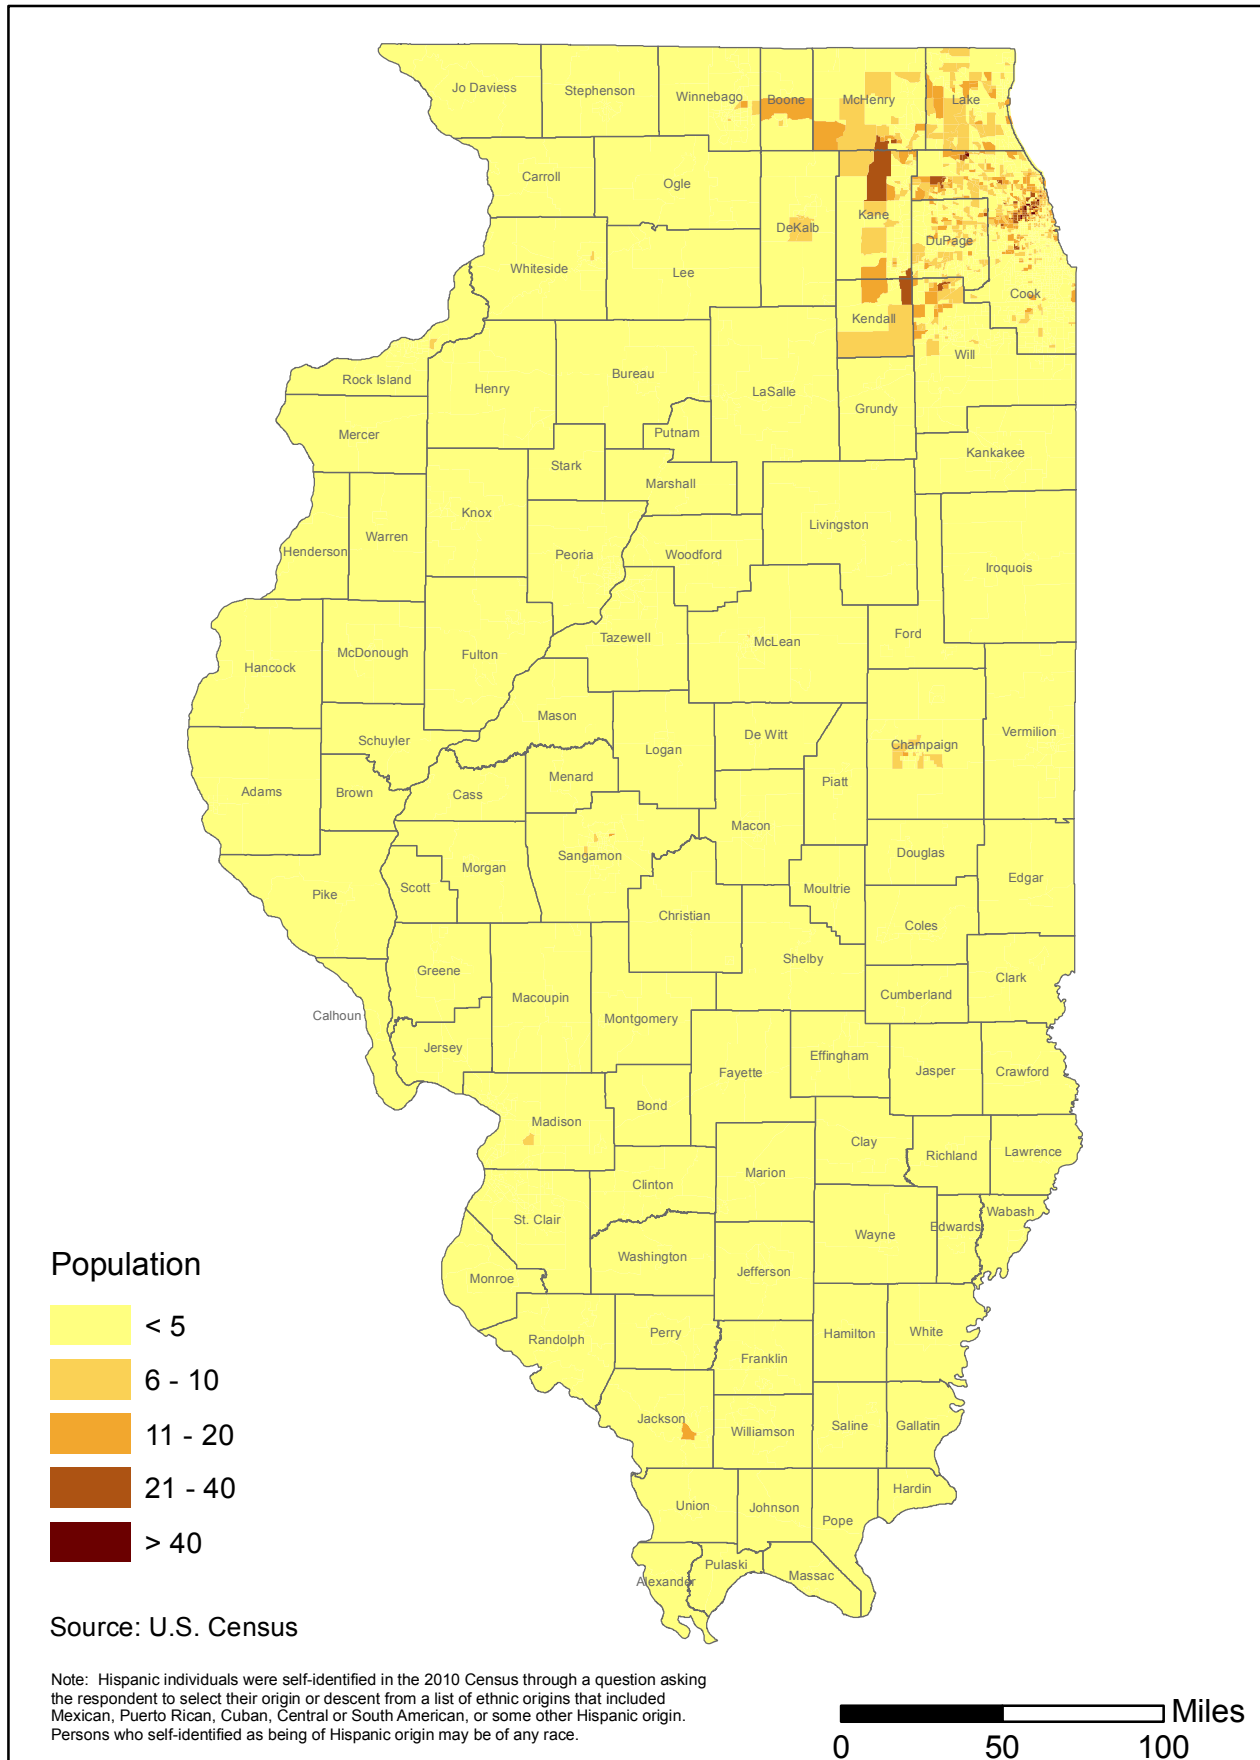 Jo Daviess
Stephenson
Winnebago
Boone
McHenry
Lake
Carroll
Ogle
DeKalb
Kane
DuPage
Cook
Whiteside
Lee
Kendall
Will
Rock Island
Henry
Bureau
LaSalle
Grundy
Mercer
Putnam
Kankakee
Stark
Marshall
Knox
Livingston
Henderson
Warren
Peoria
Woodford
Iroquois
Hancock
McDonough
Fulton
Tazewell
McLean
Ford
Mason
Schuyler
Logan
De Witt
Champaign
Vermilion
Adams
Brown
Cass
Menard
Piatt
Macon
Sangamon
Douglas
Pike
Scott
Morgan
Moultrie
Edgar
Christian
Coles
Greene
Shelby
Clark
Macoupin
Cumberland
Calhoun
Montgomery
Jersey
Effingham
Fayette
Jasper
Crawford
Madison
Bond
Clay
Richland
Lawrence
Marion
Clinton
St. Clair
Wayne
Edwards
Wabash
Washington
Jefferson
Monroe
Randolph
Perry
Hamilton
White
Franklin
Jackson
Williamson
Saline
Gallatin
Union
Johnson
Pope
Hardin
Alexander
Pulaski
Massac
Population
< 5
6 - 10
11 - 20
21 - 40
> 40
Source: U.S. Census
Note: Hispanic individuals were self-identified in the 2010 Census through a question asking
the respondent to select their origin or descent from a list of ethnic origins that included
Mexican, Puerto Rican, Cuban, Central or South American, or some other Hispanic origin.
Persons who self-identified as being of Hispanic origin may be of any race.
Miles
0 50 100